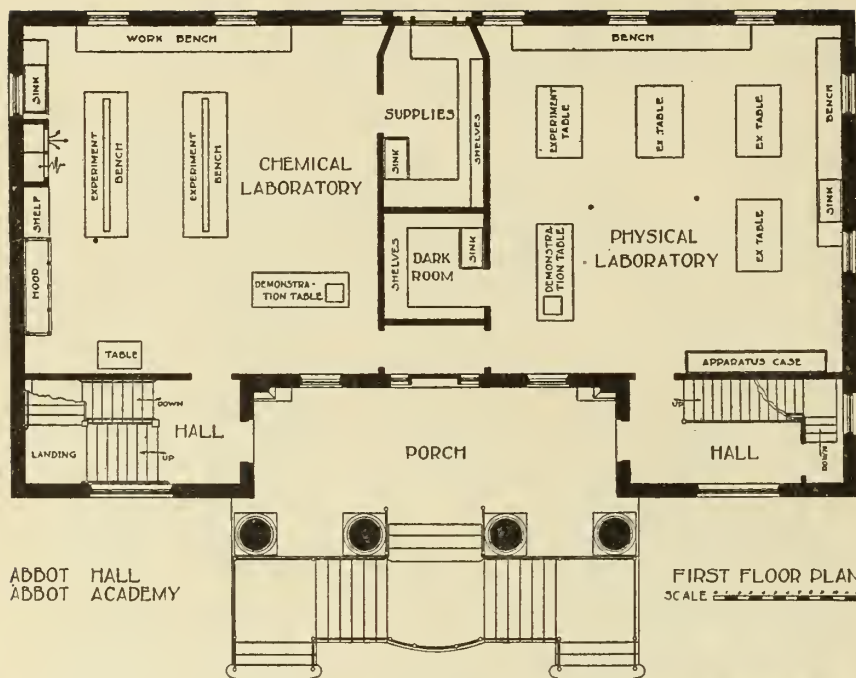 WORK BENCH
BENCH
SINK
EXPERIMENT
BENCH
EXPERIMENT
BENCH
CHEMICAL
LABORATORY
SUPPLIES
SINK
SHELVES
EXPERIMENT
TABLE
EX TABLE
EX TABLE
BENCH
SINK
SHELF
HOOD
SHELVES
DARK
ROOM
SINK
DEMONSTRA-
TION TABLE
DEMONSTRA-
TION TABLE
PHYSICAL
LABORATORY
EX TABLE
TABLE
APPARATUS CASE
DOWN
HALL
LANDING
UP
PORCH
UP
HALL
DOWN
ABBOT HALL
ABBOT ACADEMY
FIRST FLOOR PLAN
SCALE